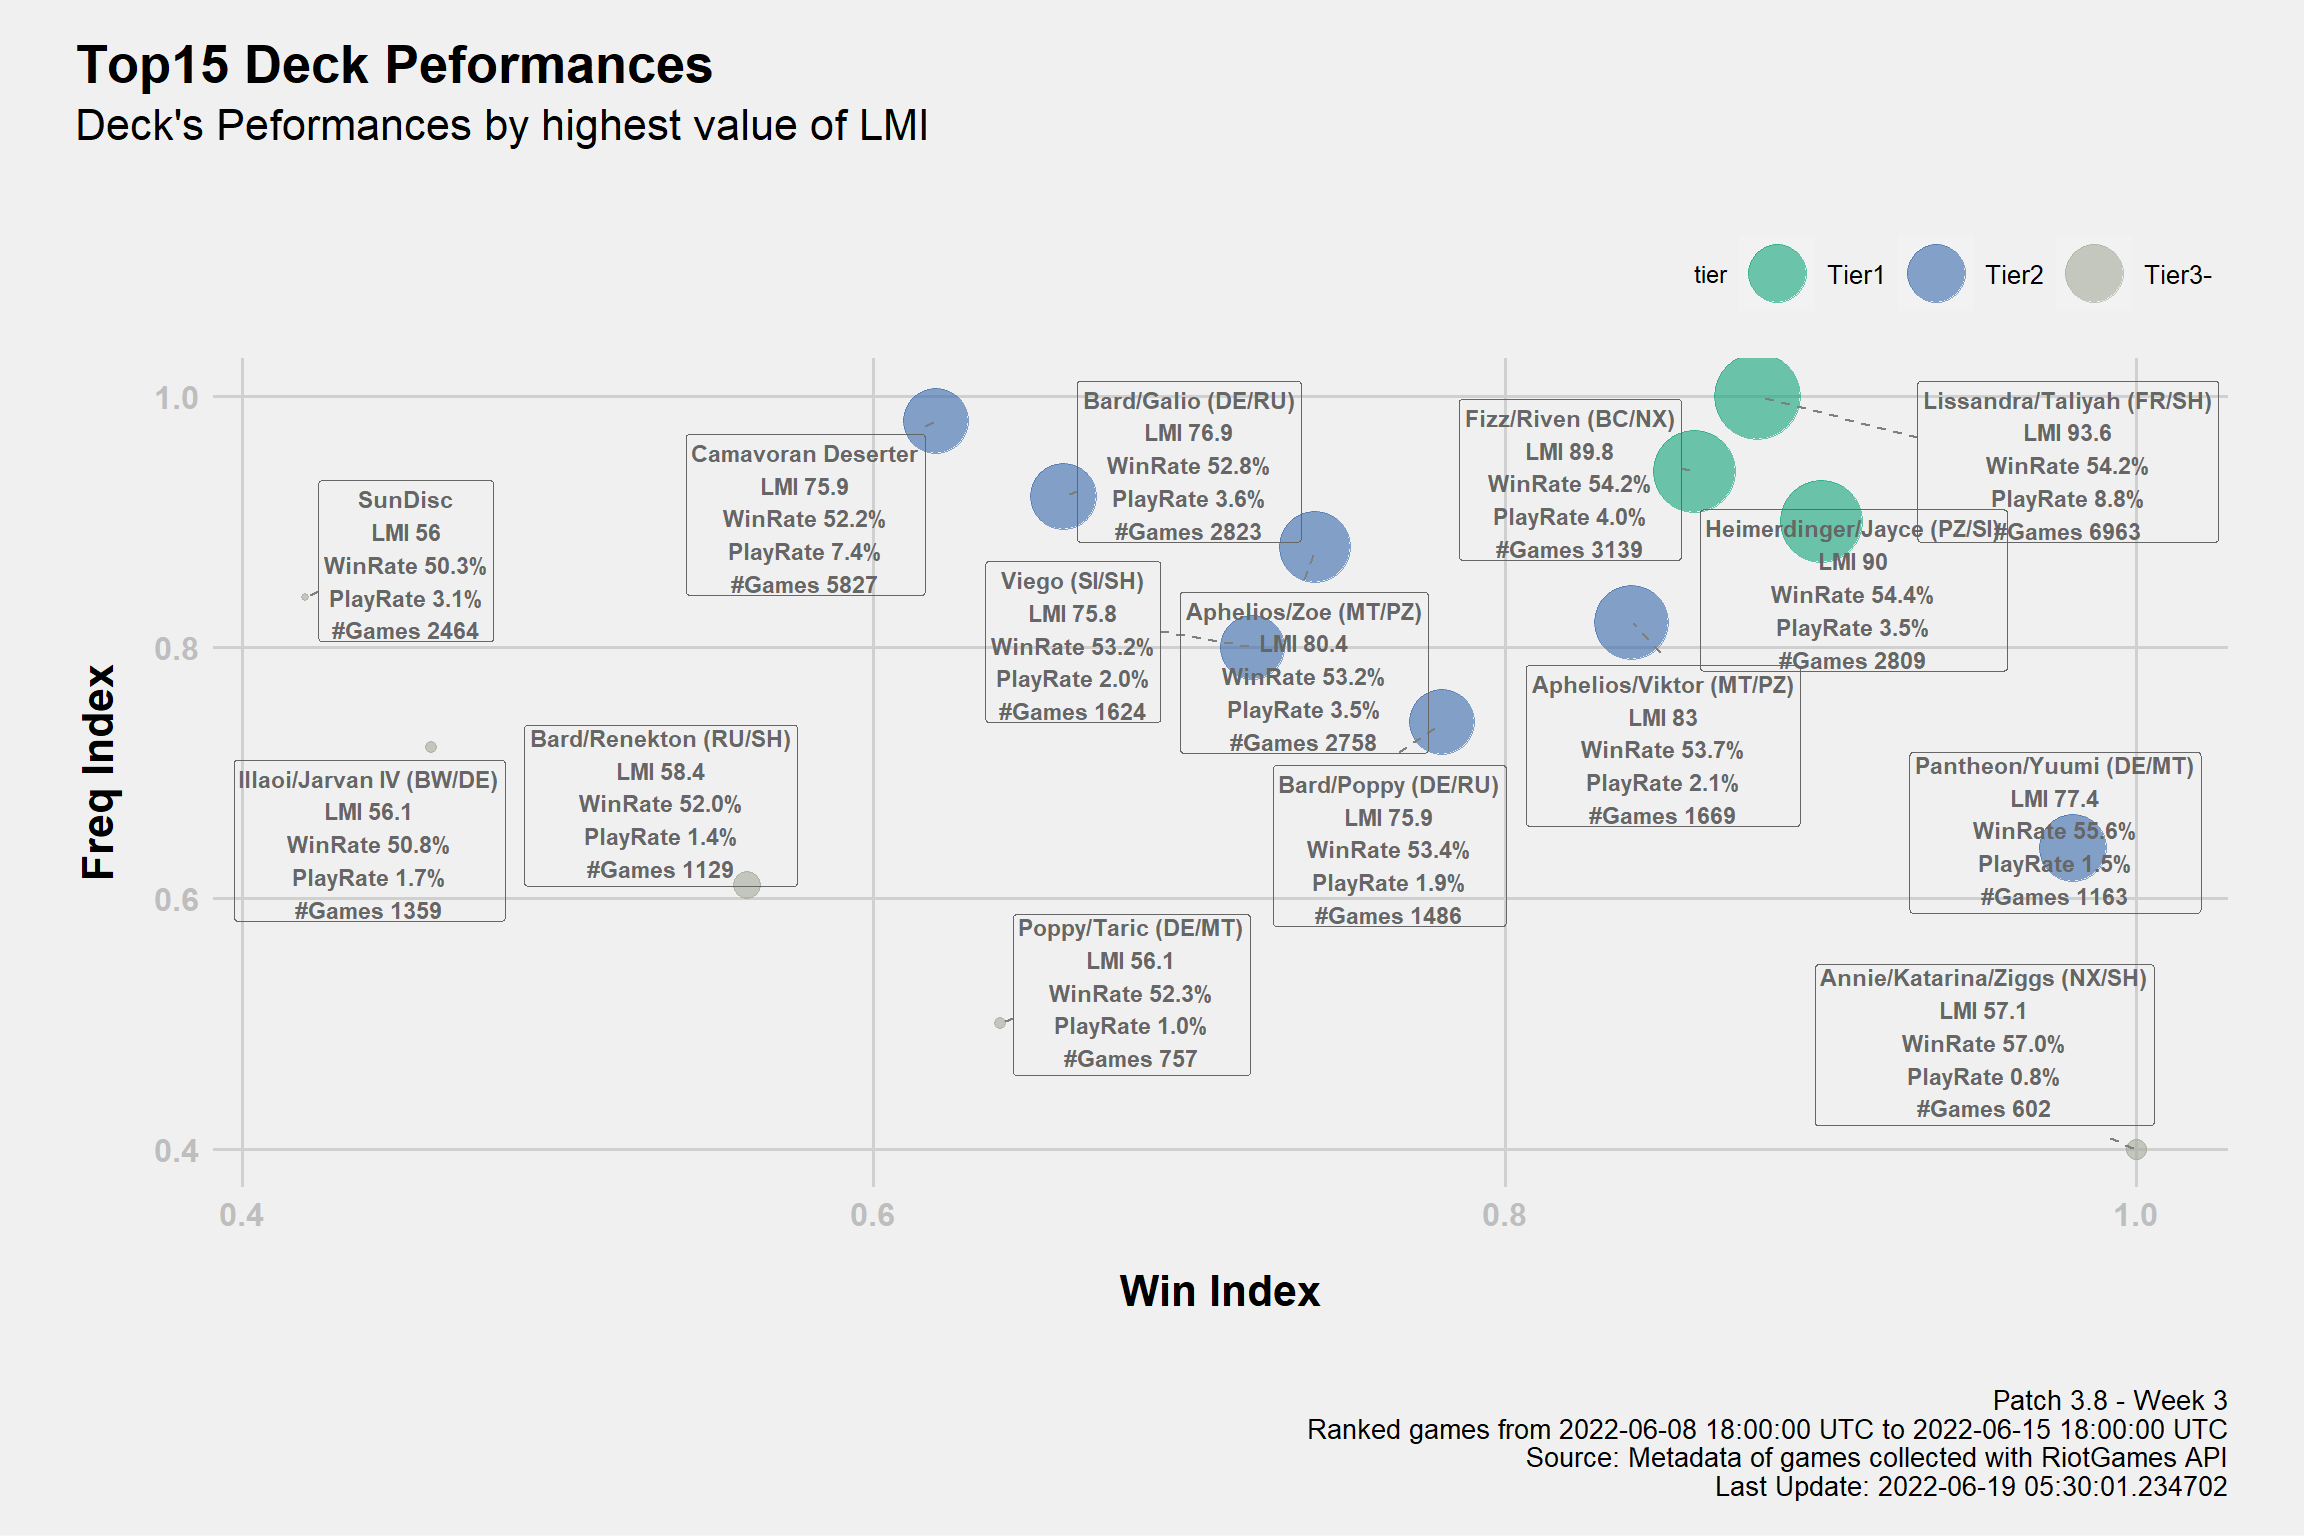 Top15 Deck Peformances
Deck's Peformances by highest value of LMI
tier
Tier1
Tier2
Tier3-
Freq Index
1.0
0.8
0.6
0.4
SunDisc
LMI 56
WinRate 50.3%
PlayRate 3.1%
#Games 2464
Camavoran Deserter
LMI 75.9
WinRate 52.2%
PlayRate 7.4%
#Games 5827
Bard/Galio (DE/RU)
LMI 76.9
WinRate 52.8%
PlayRate 3.6%
#Games 2823
Fizz/Riven (BC/NX)
LMI 89.8
WinRate 54.2%
PlayRate 4.0%
#Games 3139
Lissandra/Taliyah (FR/SH)
LMI 93.6
WinRate 54.2%
PlayRate 8.8%
#Games 6963
Heimerdinger/Jayce (PZ/SI)
LMI 90
WinRate 54.4%
PlayRate 3.5%
#Games 2809
Viego (SI/SH)
LMI 75.8
WinRate 53.2%
PlayRate 2.0%
#Games 1624
Aphelios/Zoe (MT/PZ)
LMI 80.4
WinRate 53.2%
PlayRate 3.5%
#Games 2758
Aphelios/Viktor (MT/PZ)
LMI 83
WinRate 53.7%
PlayRate 2.1%
#Games 1669
Illaoi/Jarvan IV (BW/DE)
LMI 56.1
WinRate 50.8%
PlayRate 1.7%
#Games 1359
Bard/Renekton (RU/SH)
LMI 58.4
WinRate 52.0%
PlayRate 1.4%
#Games 1129
Bard/Poppy (DE/RU)
LMI 75.9
WinRate 53.4%
PlayRate 1.9%
#Games 1486
Pantheon/Yuumi (DE/MT)
LMI 77.4
WinRate 55.6%
PlayRate 1.5%
#Games 1163
Poppy/Taric (DE/MT)
LMI 56.1
WinRate 52.3%
PlayRate 1.0%
#Games 757
Annie/Katarina/Ziggs (NX/SH)
LMI 57.1
WinRate 57.0%
PlayRate 0.8%
#Games 602
0.4
0.6
0.8
1.0
Win Index
Patch 3.8 - Week 3
Ranked games from 2022-06-08 18:00:00 UTC to 2022-06-15 18:00:00 UTC
Source: Metadata of games collected with RiotGames API
Last Update: 2022-06-19 05:30:01.234702